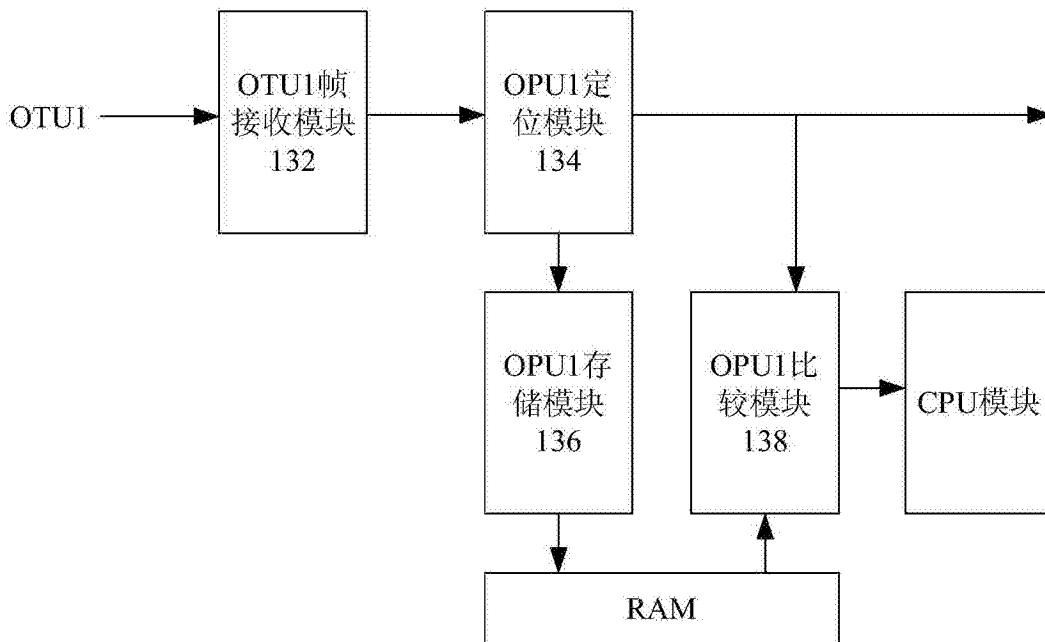 OTU1
OTU1帧
接收模块
132
OPU1定
位模块
134
OPU1存
储模块
136
OPU1比
较模块
138
CPU模块
RAM